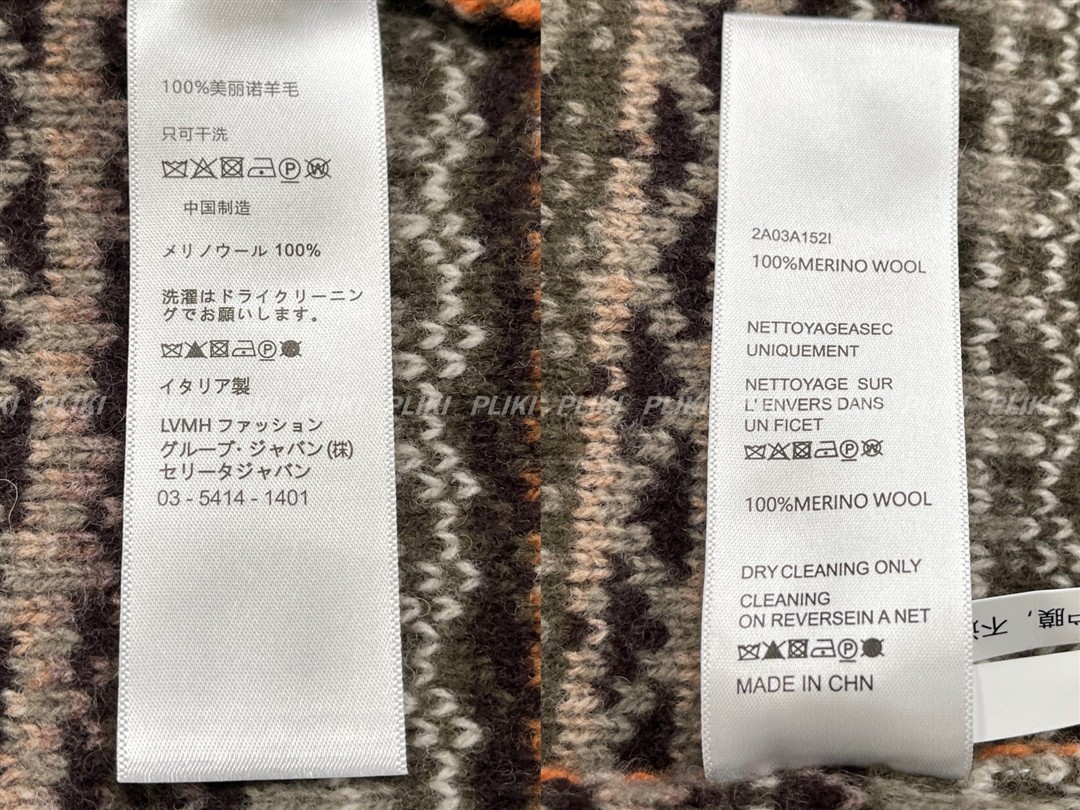 100%美丽诺羊毛
只可干洗
P W
中国制造
メリノウール 100%
洗濯はドライクリーニン
グでお願いします。
P
イタリア製
LVMH ファッション
グループ・ジャバン(株)
セリータジャバン
03 - 5414 - 1401
2A03A152I
100%MERINO WOOL
NETTOYAGEASEC
UNIQUEMENT
NETTOYAGE SUR
L' ENVERS DANS
UN FICET
P W
100%MERINO WOOL
DRY CLEANING ONLY
CLEANING
ON REVERSEIN A NET
P
MADE IN CHN
PLIKI PLIKI PLIKI PLIKI PLIKI PLIKI PLIKI PLIKI